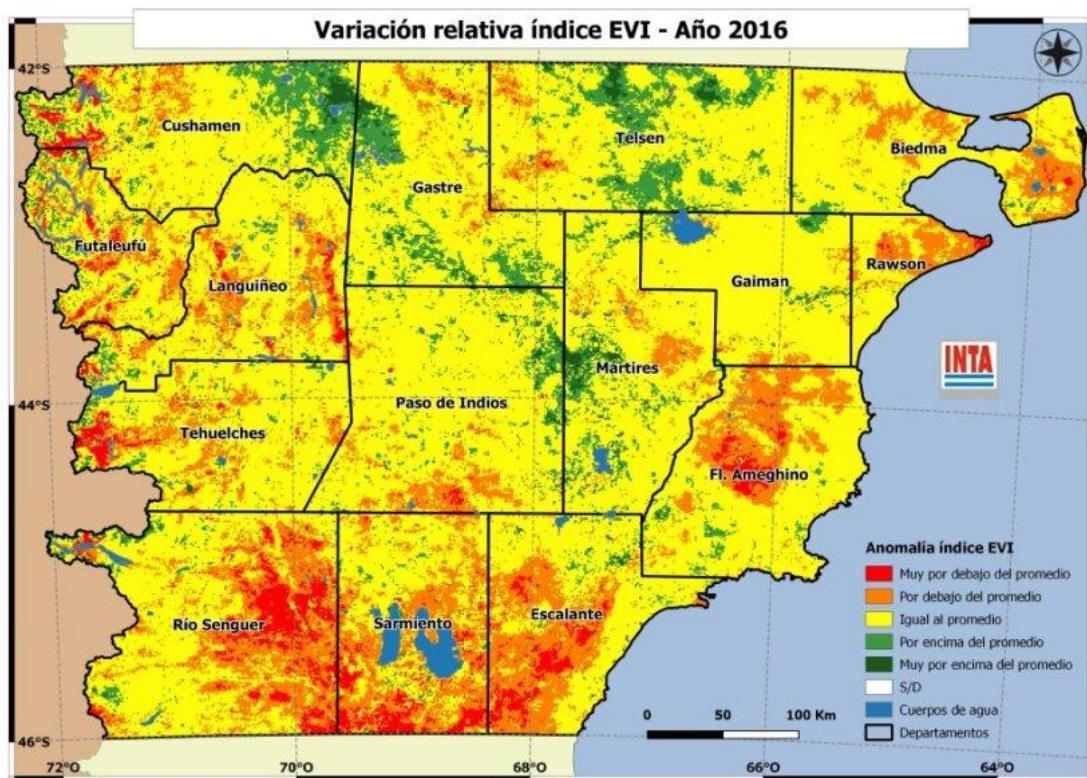 Variación relativa índice EVI - Año 2016
42°S
Cushamen
Telsen
Biedma
Gastre
Futaleufú
Languiñeo
Gaiman
Rawson
INTA
Mártires
44°S
Paso de Indios
Tehuelches
Fl. Ameghino
Anomalía índice EVI
Muy por debajo del promedio
Por debajo del promedio
Igual al promedio
Por encima del promedio
Muy por encima del promedio
S/D
Cuerpos de agua
Departamentos
Río Senguer
Sarmiento
Escalante
0 50 100 Km
46°S
72°O 70°O 68°O 66°O 64°O